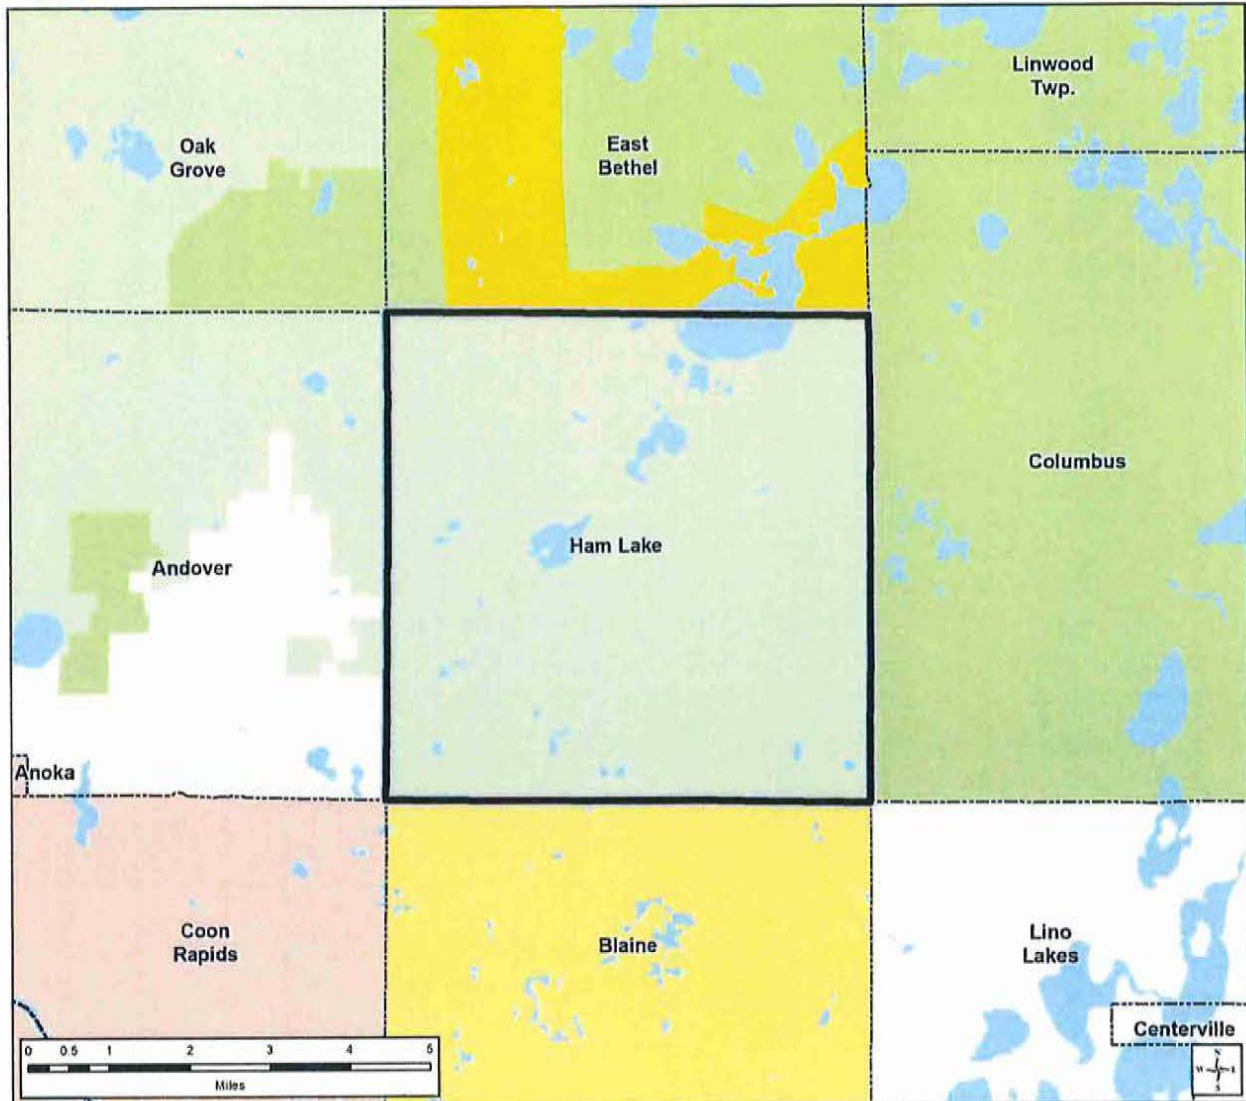 Linwood
Twp.
Oak
Grove
East
Bethel
Columbus
Ham Lake
Andover
Anoka
Coon
Rapids
Blaine
Lino
Lakes
Centerville
0 0.5 1 2 3 4 5
Miles
N
W E
S